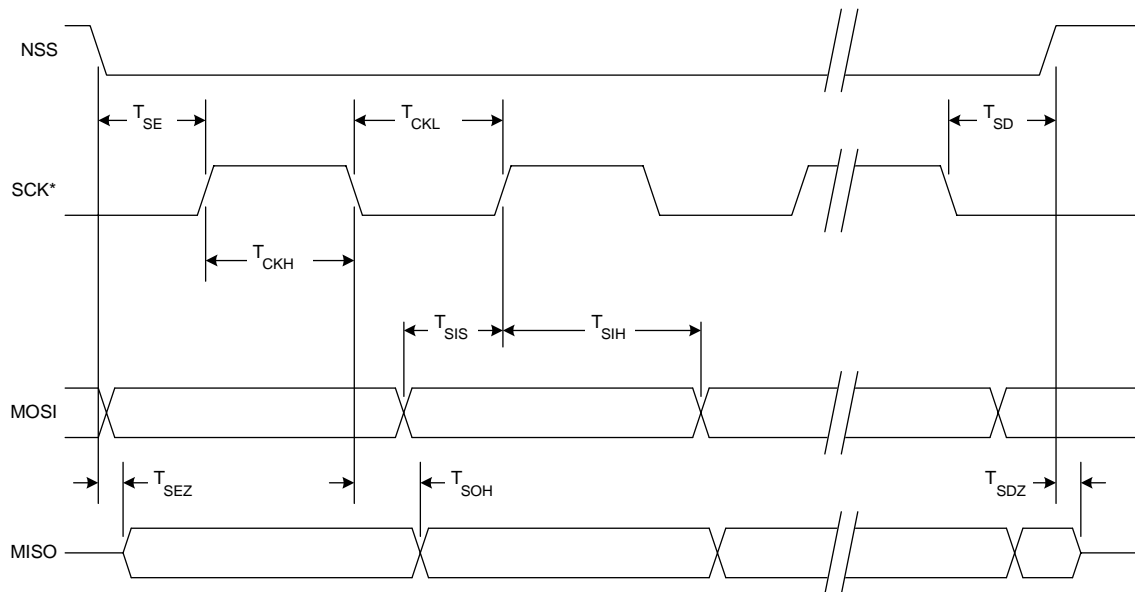 NSS
T_SE
T_CKL
T_SD
SCK*
T_CKH
T_SIS
T_SIH
MOSI
T_SEZ
T_SOH
T_SDZ
MISO